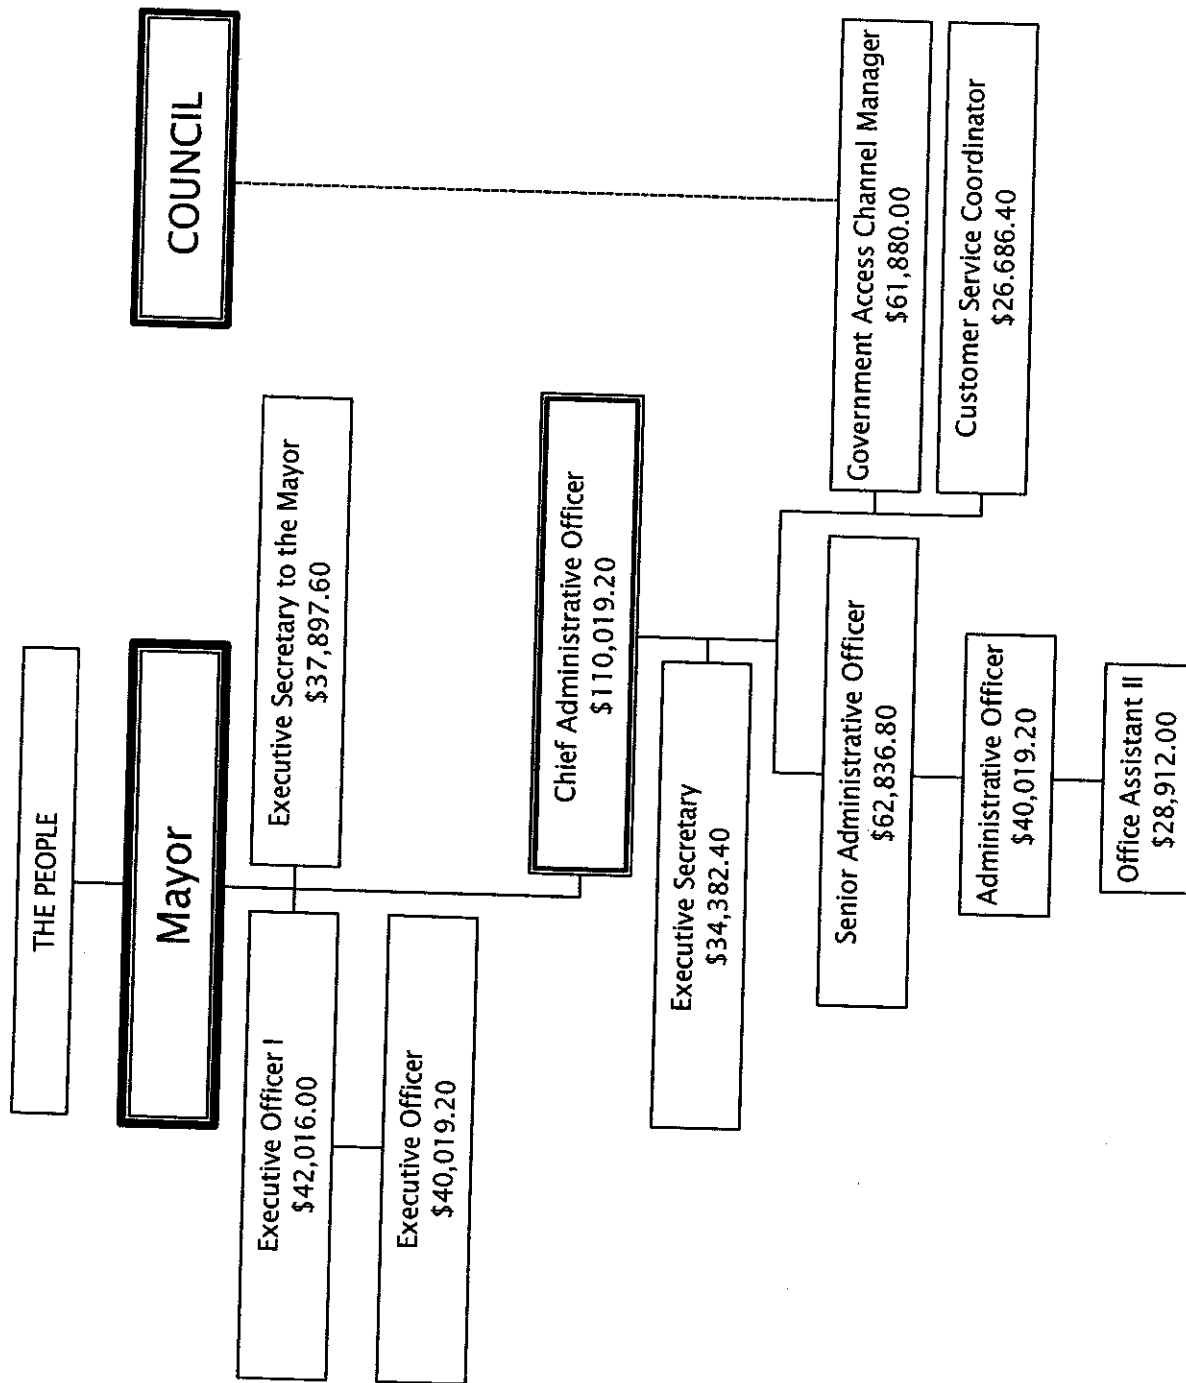 THE PEOPLE
Mayor
COUNCIL
Executive Officer I
$42,016.00
Executive Secretary to the Mayor
$37,897.60
Executive Officer
$40,019.20
Chief Administrative Officer
$110,019.20
Executive Secretary
$34,382.40
Senior Administrative Officer
$62,836.80
Government Access Channel Manager
$61,880.00
Administrative Officer
$40,019.20
Customer Service Coordinator
$26.686.40
Office Assistant II
$28,912.00